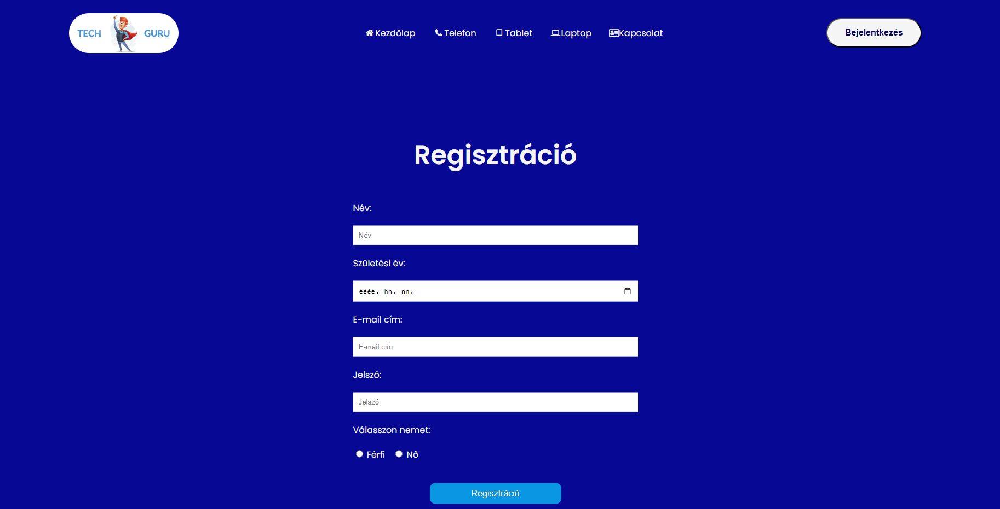 TECH GURU
Kezdőlap Telefon Tablet Laptop Kapcsolat
Bejelentkezés
Regisztráció
Név:
Név
Születési év:
éééé. hh. nn.
E-mail cím:
E-mail cím
Jelszó:
Jelszó
Válasszon nemet:
Férfi Nő
Regisztráció